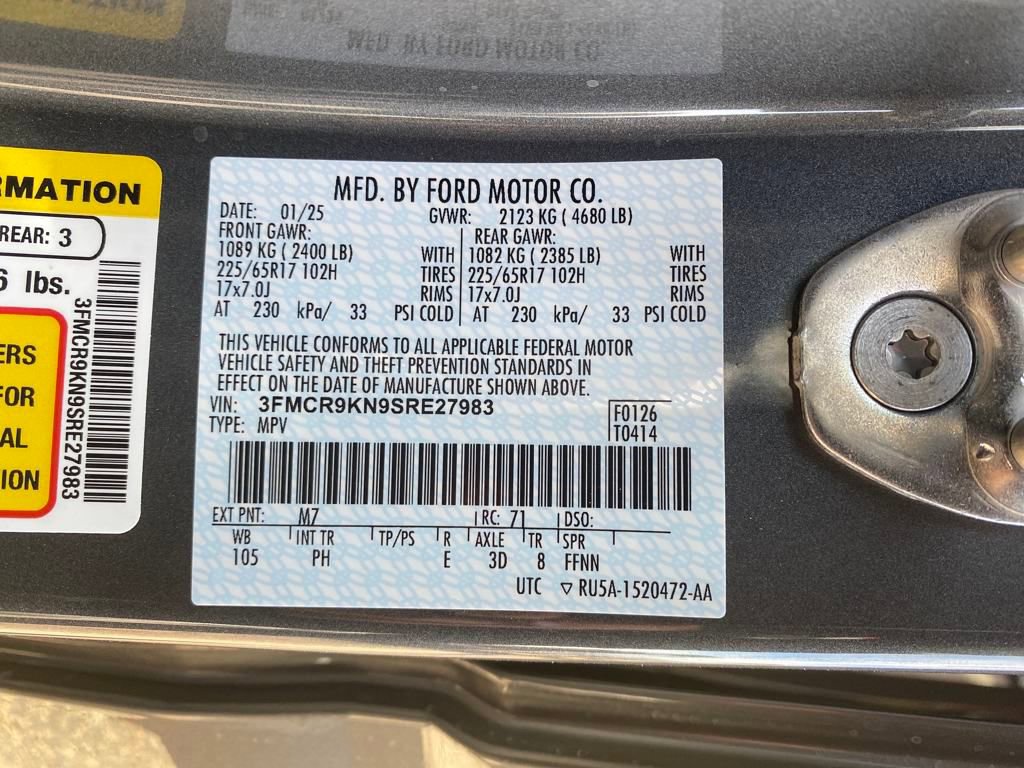 MFD. BY FORD MOTOR CO.
RMATION
REAR: 3
6 lbs.
3FMCR9KN9SRE27983
ERS
FOR
AL
ION
MFD. BY FORD MOTOR CO.
DATE: 01/25 GVWR: 2123 KG ( 4680 LB)
FRONT GAWR: REAR GAWR:
1089 KG ( 2400 LB) WITH 1082 KG ( 2385 LB) WITH
225/65R17 102H TIRES 225/65R17 102H TIRES
17x7.0J RIMS 17x7.0J RIMS
AT 230 kPa/ 33 PSI COLD AT 230 kPa/ 33 PSI COLD
THIS VEHICLE CONFORMS TO ALL APPLICABLE FEDERAL MOTOR
VEHICLE SAFETY AND THEFT PREVENTION STANDARDS IN
EFFECT ON THE DATE OF MANUFACTURE SHOWN ABOVE.
VIN: 3FMCR9KN9SRE27983 F0126
TYPE: MPV T0414
EXT PNT: M7 RC: 71 DSO:
WB INT TR TP/PS R AXLE TR SPR
105 PH E 3D 8 FFNN
UTC ▽ RU5A-1520472-AA